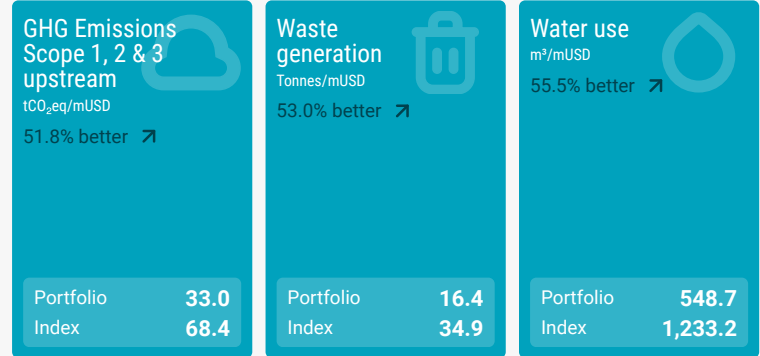 GHG Emissions
Scope 1, 2 & 3
upstream
tCO₂eq/mUSD
51.8% better
Portfolio 33.0
Index 68.4
Waste
generation
Tonnes/mUSD
53.0% better
Portfolio 16.4
Index 34.9
Water use
m³/mUSD
55.5% better
Portfolio 548.7
Index 1,233.2